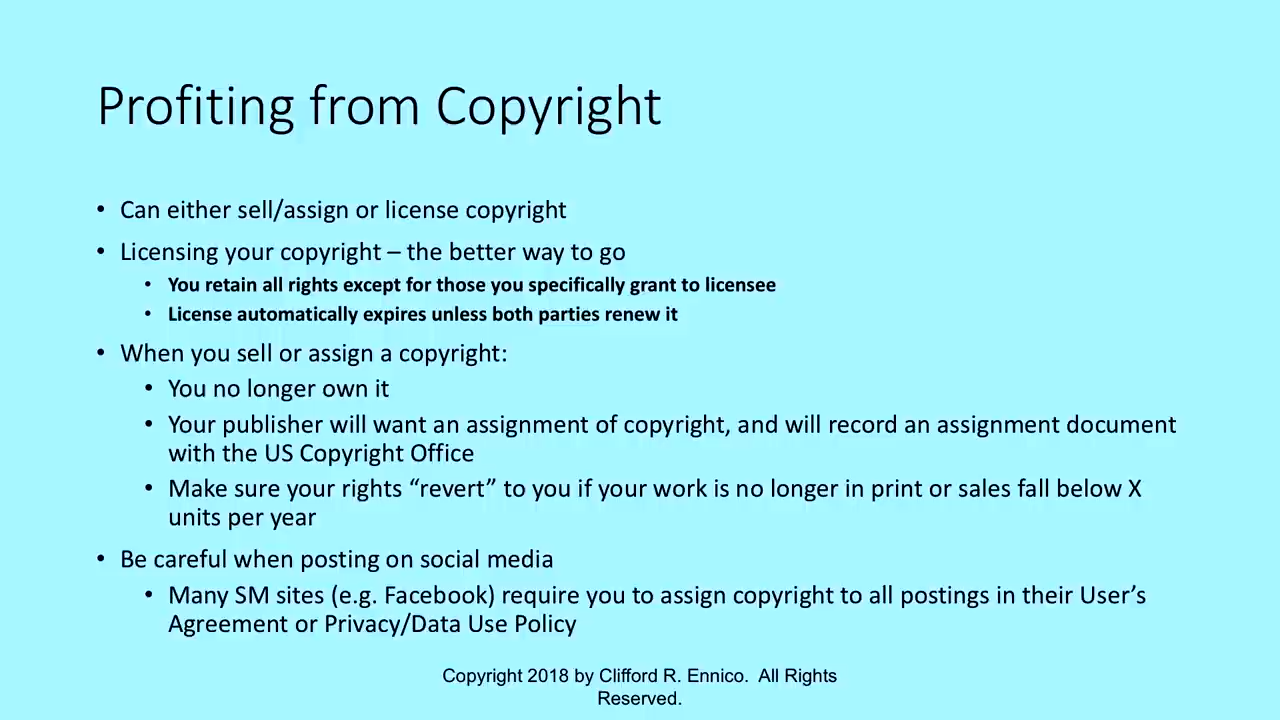 Profiting from Copyright
• Can either sell/assign or license copyright
• Licensing your copyright – the better way to go
• You retain all rights except for those you specifically grant to licensee
• License automatically expires unless both parties renew it
• When you sell or assign a copyright:
• You no longer own it
• Your publisher will want an assignment of copyright, and will record an assignment document
with the US Copyright Office
• Make sure your rights “revert” to you if your work is no longer in print or sales fall below X
units per year
• Be careful when posting on social media
• Many SM sites (e.g. Facebook) require you to assign copyright to all postings in their User’s
Agreement or Privacy/Data Use Policy
Copyright 2018 by Clifford R. Ennico. All Rights
Reserved.